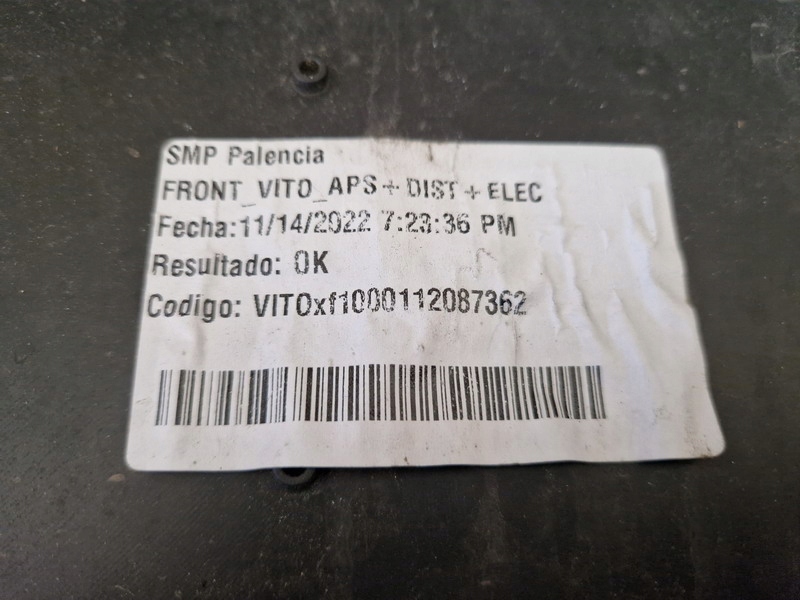 SMP Palencia
FRONT_VITO_APS + DIST + ELEC
Fecha:11/14/2022 7:23:36 PM
Resultado: OK
Codigo: VITOxf1000112087362